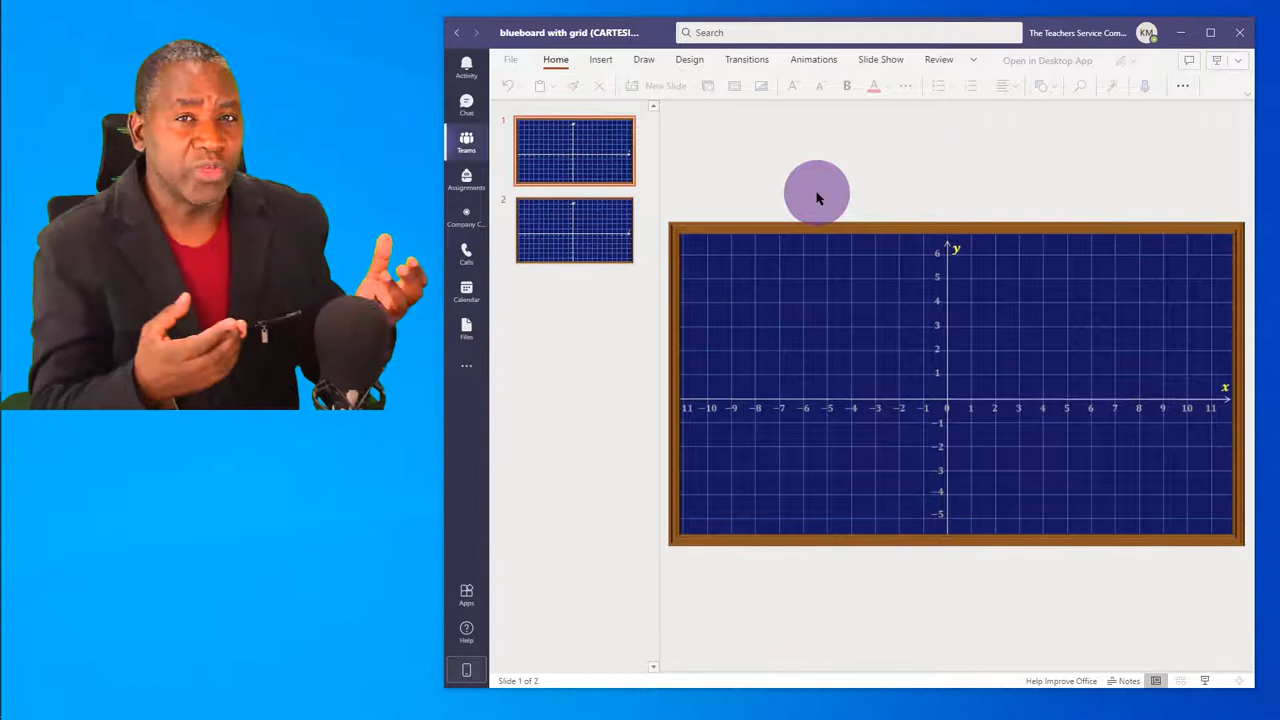 blueboard with grid (CARTESI...
Search
The Teachers Service Com...
KM
Activity
Chat
Teams
Assignments
Company C...
Calls
Calendar
Files
Apps
Help
File
Home
Insert
Draw
Design
Transitions
Animations
Slide Show
Review
Open in Desktop App
New Slide
A
A
B
A
1
2
y
6
5
4
3
2
1
x
11 −10 −9 −8 −7 −6 −5 −4 −3 −2 −1 0 1 2 3 4 5 6 7 8 9 10 11
−1
−2
−3
−4
−5
Slide 1 of 2
Help Improve Office
Notes